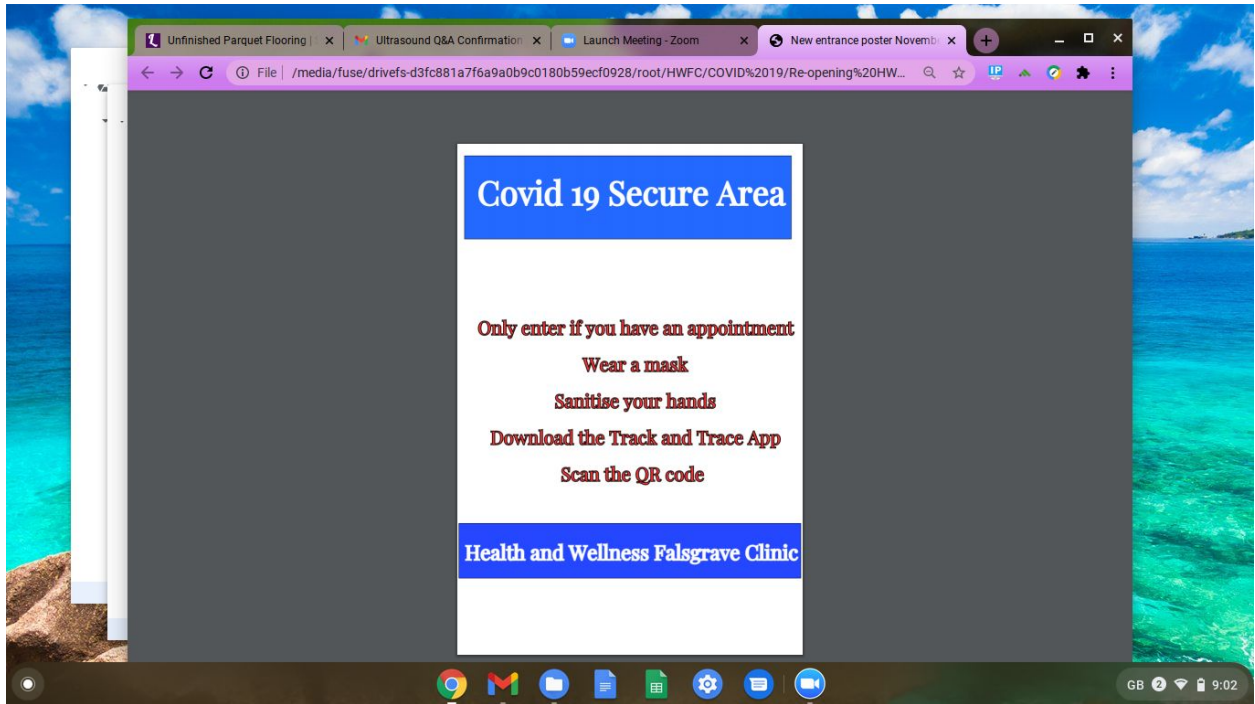 Unfinished Parquet Flooring |
Ultrasound Q&A Confirmation
Launch Meeting - Zoom
New entrance poster Novemb
File | /media/fuse/drivefs-d3fc881a7f6a9a0b9c0180b59ecf0928/root/HWFC/COVID%2019/Re-opening%20HW...
IP
Covid 19 Secure Area
Only enter if you have an appointment
Wear a mask
Sanitise your hands
Download the Track and Trace App
Scan the QR code
Health and Wellness Falsgrave Clinic
GB 2 9:02